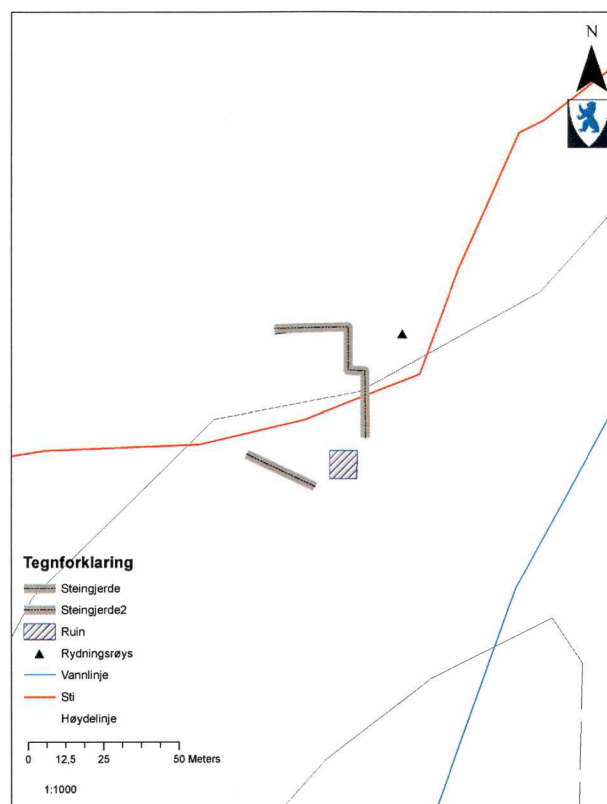 N
Tegnforklaring
Steingjerde
Steingjerde2
Ruin
Rydningsrøys
Vannlinje
Sti
Høydelinje
0 12,5 25 50 Meters
1:1000